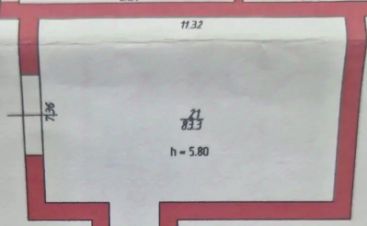 11.32
7,36
21
83.3
h = 5.80